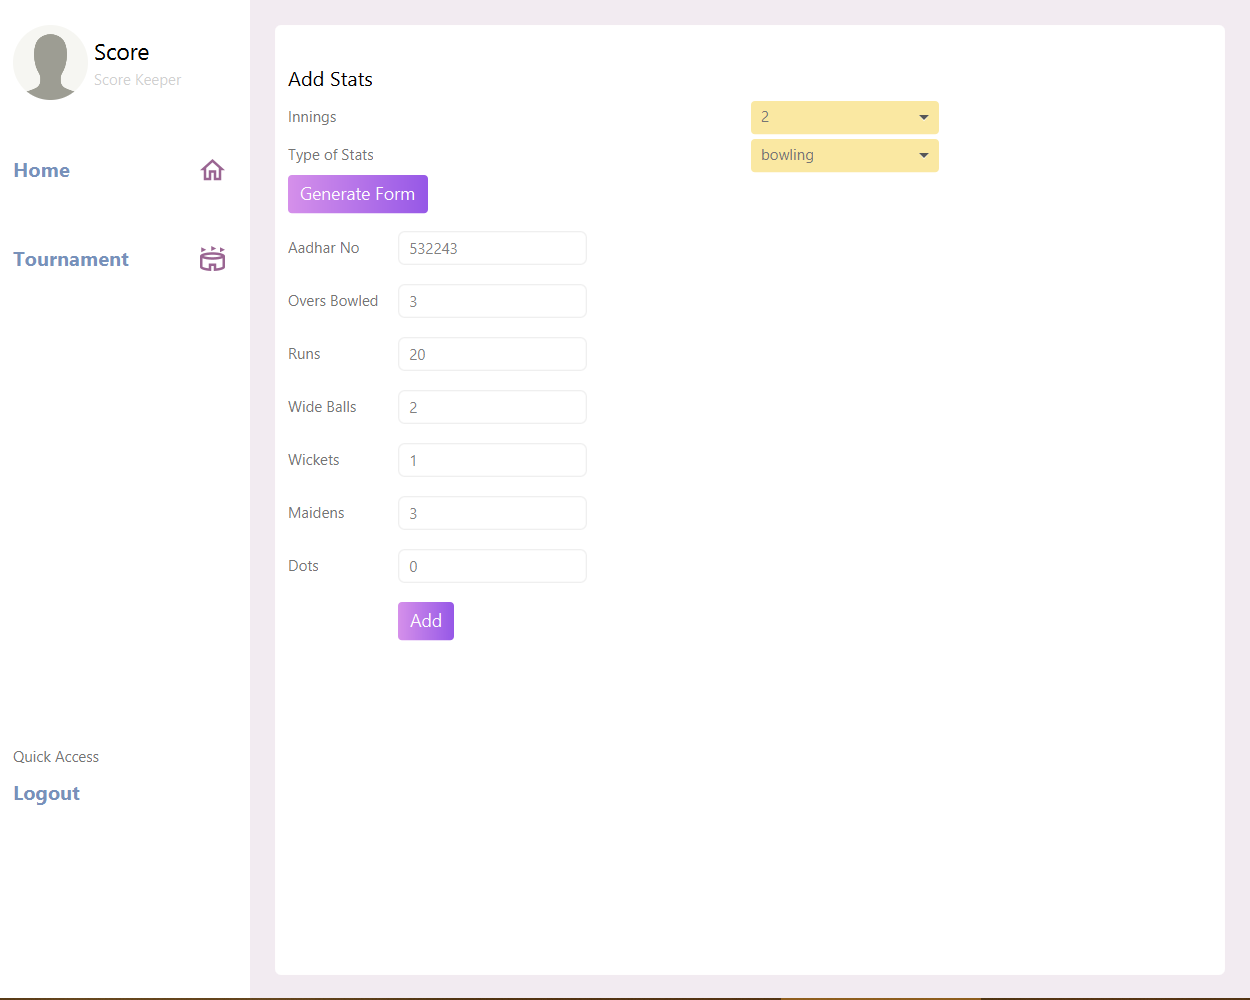 Score
Score Keeper
Home
Tournament
Quick Access
Logout
Add Stats
Innings 2
Type of Stats bowling
Generate Form
Aadhar No 532243
Overs Bowled 3
Runs 20
Wide Balls 2
Wickets 1
Maidens 3
Dots 0
Add